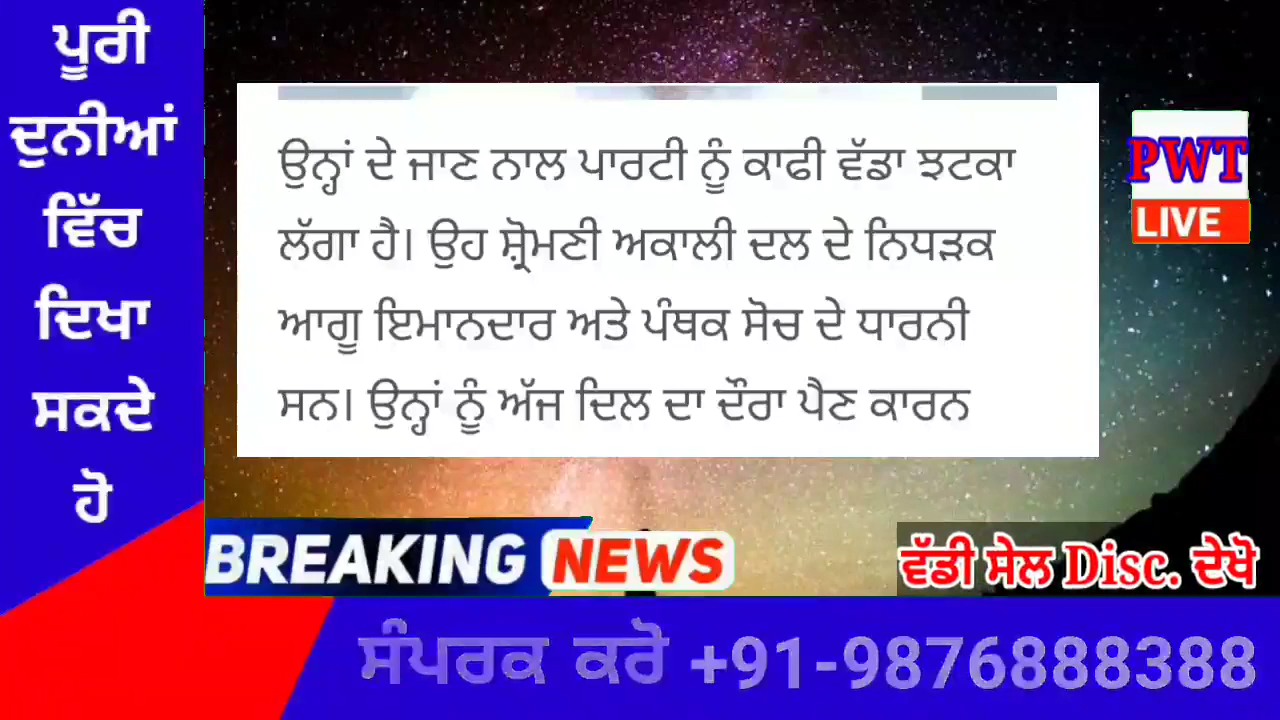 ਪੂਰੀ
ਦੁਨੀਆਂ
ਵਿੱਚ
ਦਿਖਾ
ਸਕਦੇ
ਹੋ
ਉਨ੍ਹਾਂ ਦੇ ਜਾਣ ਨਾਲ ਪਾਰਟੀ ਨੂੰ ਕਾਫੀ ਵੱਡਾ ਝਟਕਾ
ਲੱਗਾ ਹੈ। ਉਹ ਸ਼੍ਰੋਮਣੀ ਅਕਾਲੀ ਦਲ ਦੇ ਨਿਧੜਕ
ਆਗੂ ਇਮਾਨਦਾਰ ਅਤੇ ਪੰਥਕ ਸੋਚ ਦੇ ਧਾਰਨੀ
ਸਨ। ਉਨ੍ਹਾਂ ਨੂੰ ਅੱਜ ਦਿਲ ਦਾ ਦੌਰਾ ਪੈਣ ਕਾਰਨ
PWT
LIVE
BREAKING NEWS
ਵੱਡੀ ਸੇਲ Disc. ਦੇਖੋ
ਸੰਪਰਕ ਕਰੋ +91-9876888388